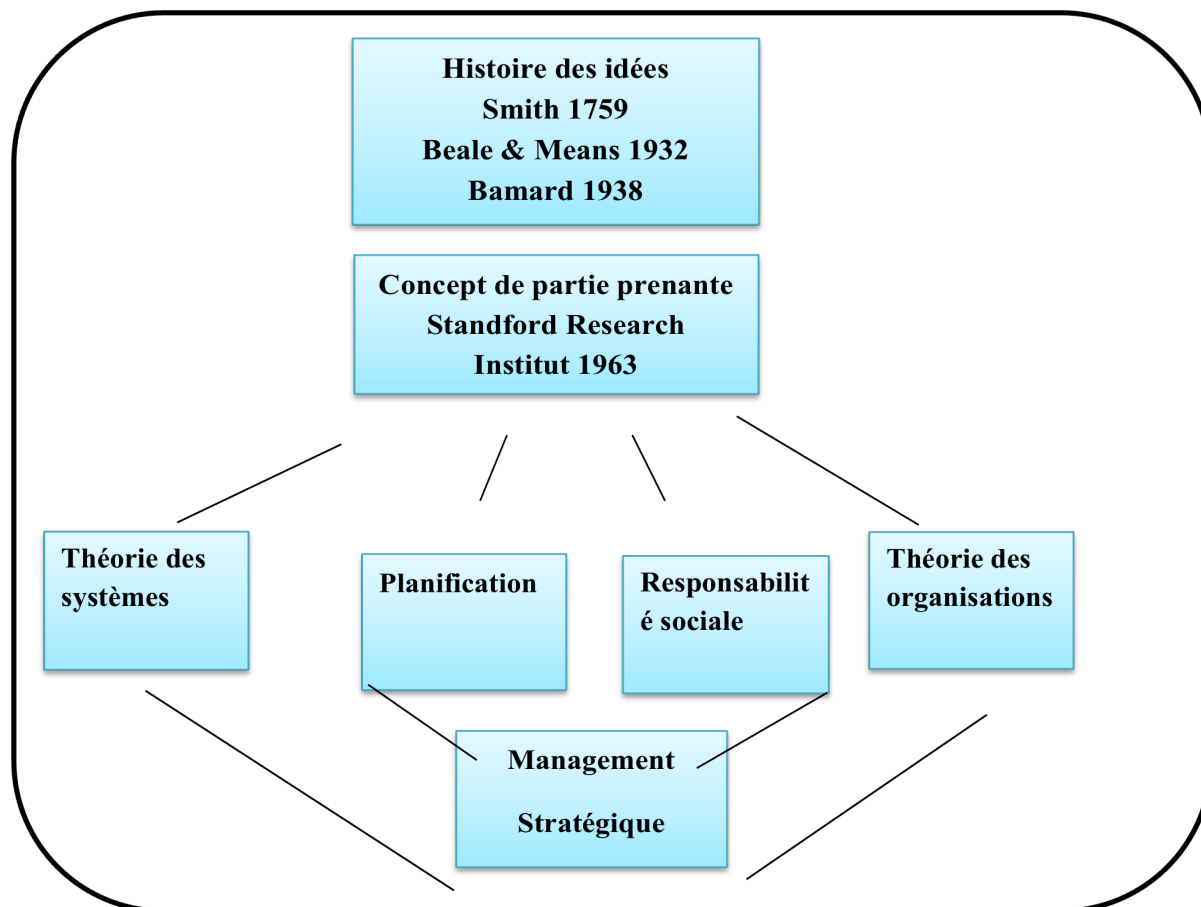 Histoire des idées
Smith 1759
Beale & Means 1932
Bamard 1938
Concept de partie prenante
Standford Research
Institut 1963
Théorie des
systèmes
Planification
Responsabilit
é sociale
Théorie des
organisations
Management
Stratégique